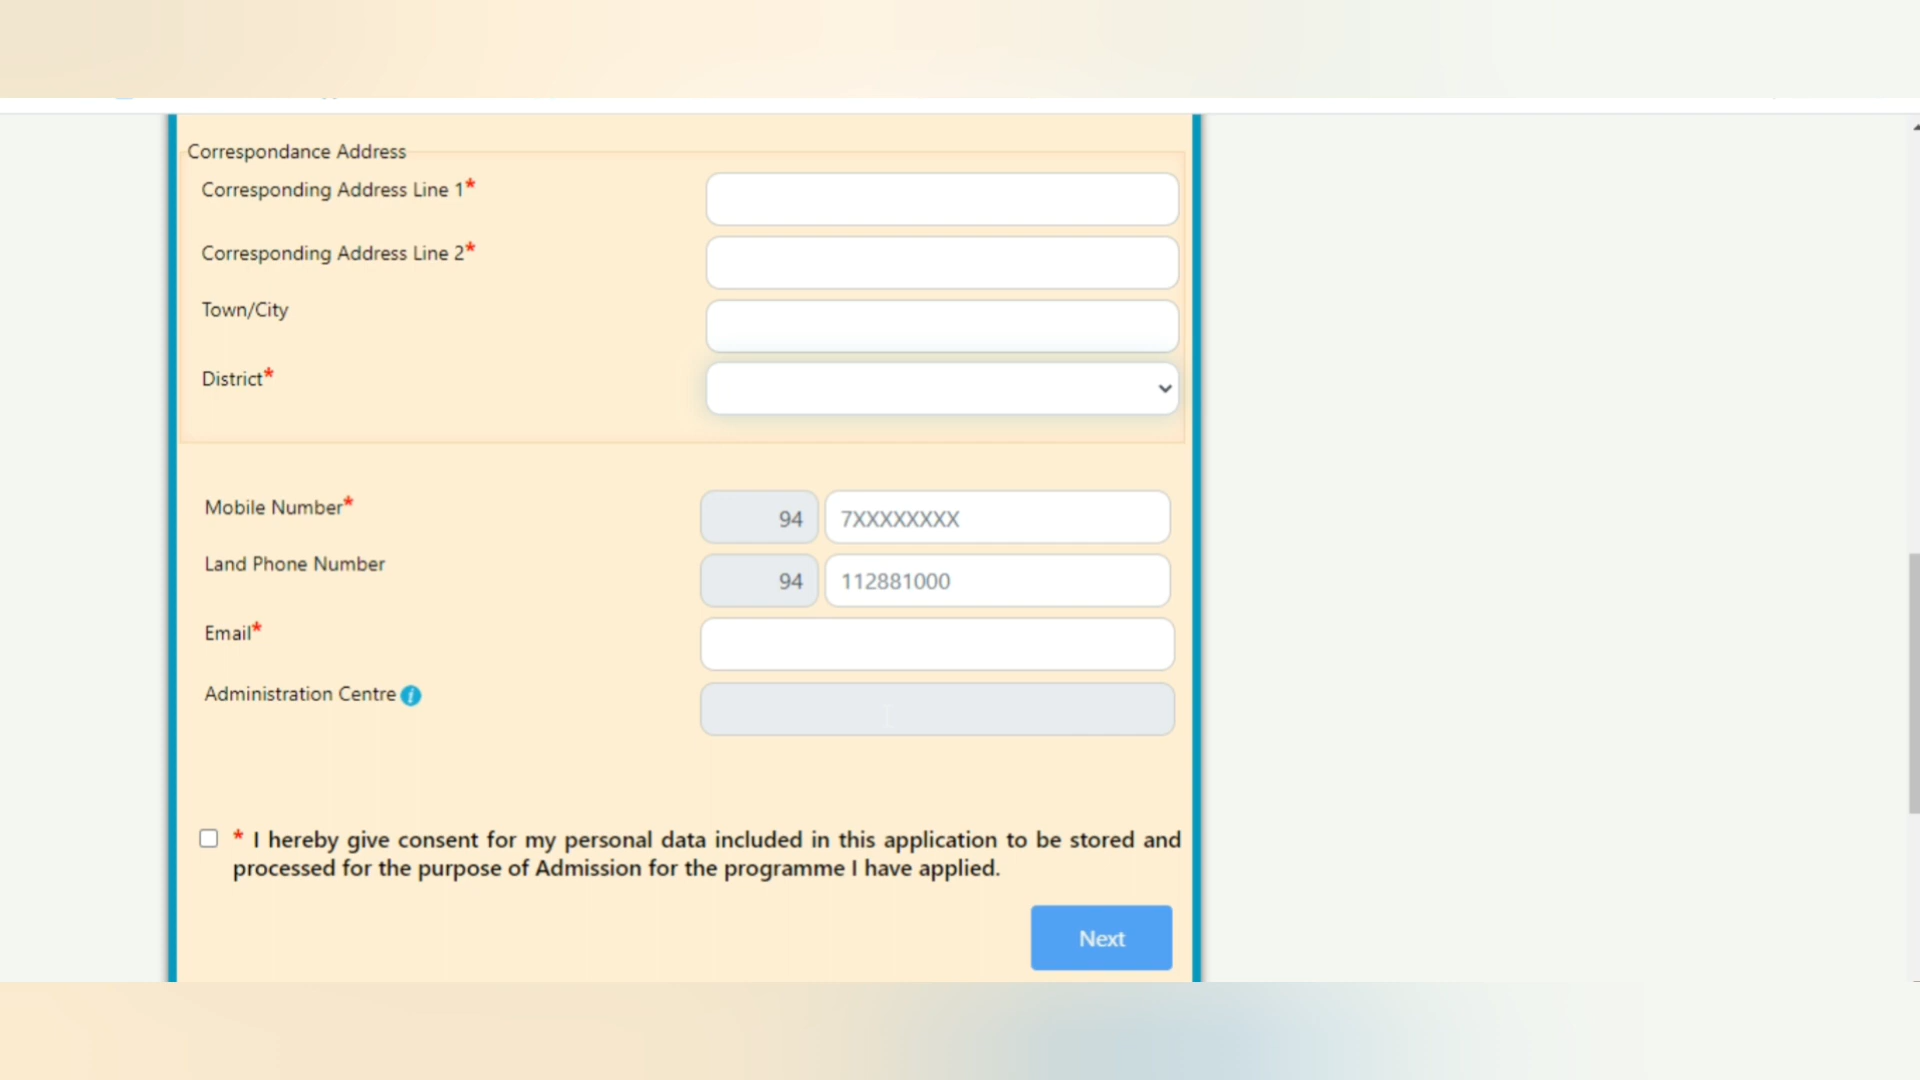 Correspondance Address
Corresponding Address Line 1*
Corresponding Address Line 2*
Town/City
District*
Mobile Number* 94 7XXXXXXXX
Land Phone Number 94 112881000
Email*
Administration Centre i
* I hereby give consent for my personal data included in this application to be stored and
processed for the purpose of Admission for the programme I have applied.
Next